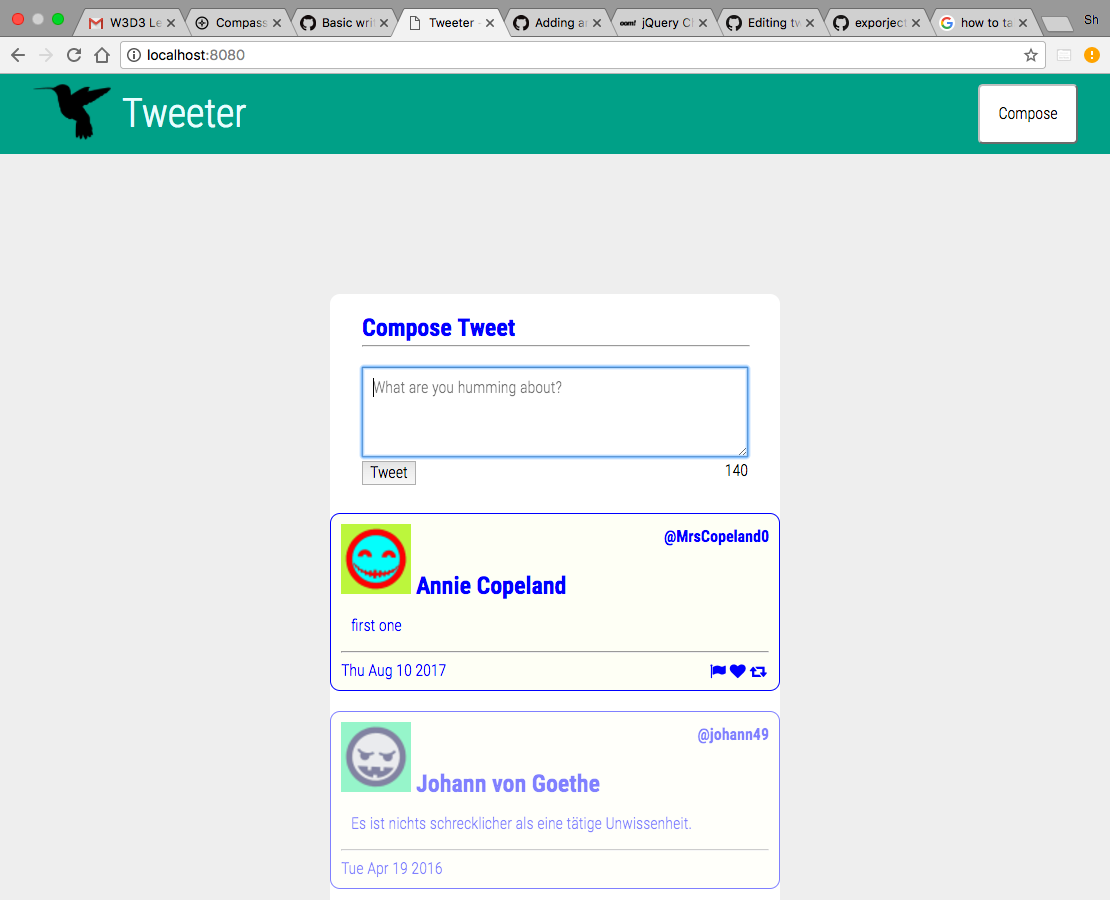 W3D3 Le
Compass
Basic wri
Tweeter -
Adding a
oomf jQuery Cl
Editing tw
exporject
how to ta
Sh
localhost:8080
Tweeter
Compose
Compose Tweet
What are you humming about?
Tweet
140
@MrsCopeland0
Annie Copeland
first one
Thu Aug 10 2017
@johann49
Johann von Goethe
Es ist nichts schrecklicher als eine tätige Unwissenheit.
Tue Apr 19 2016